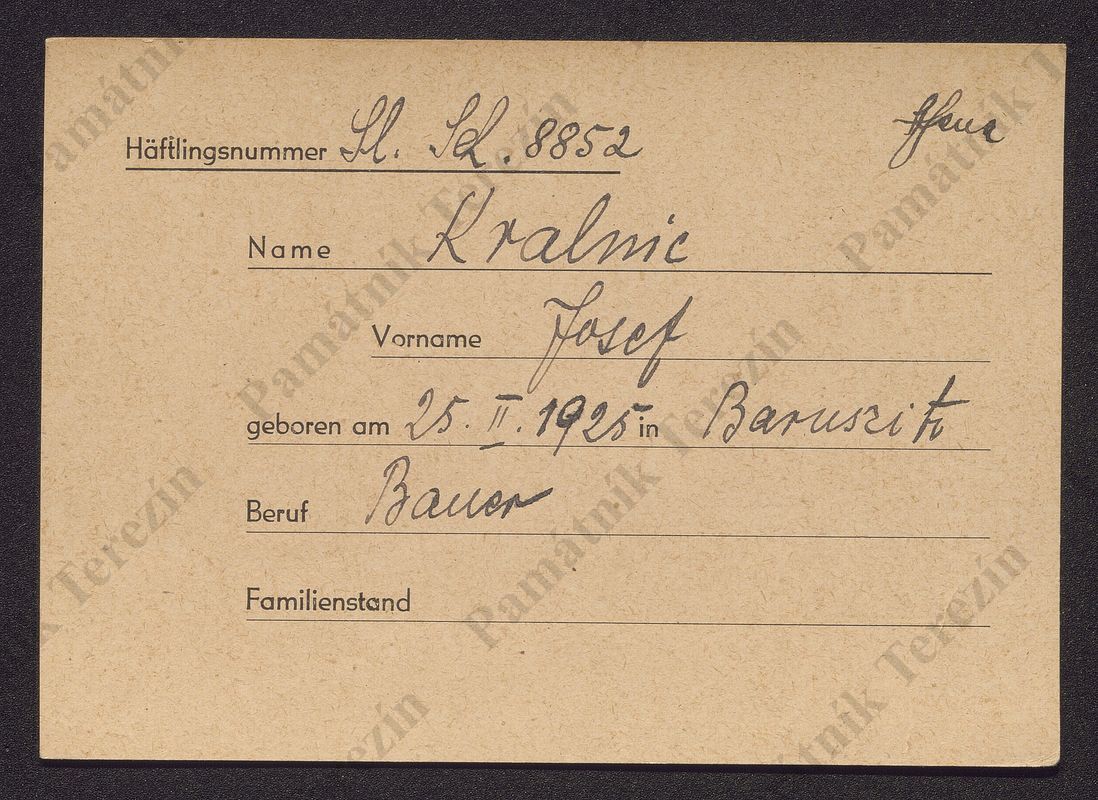 Häftlingsnummer Sl. Sch. 8852
Name Kralnic
Vorname Josef
geboren am 25. II. 1925 in
Beruf Bauer
Familienstand
Památník Terezín